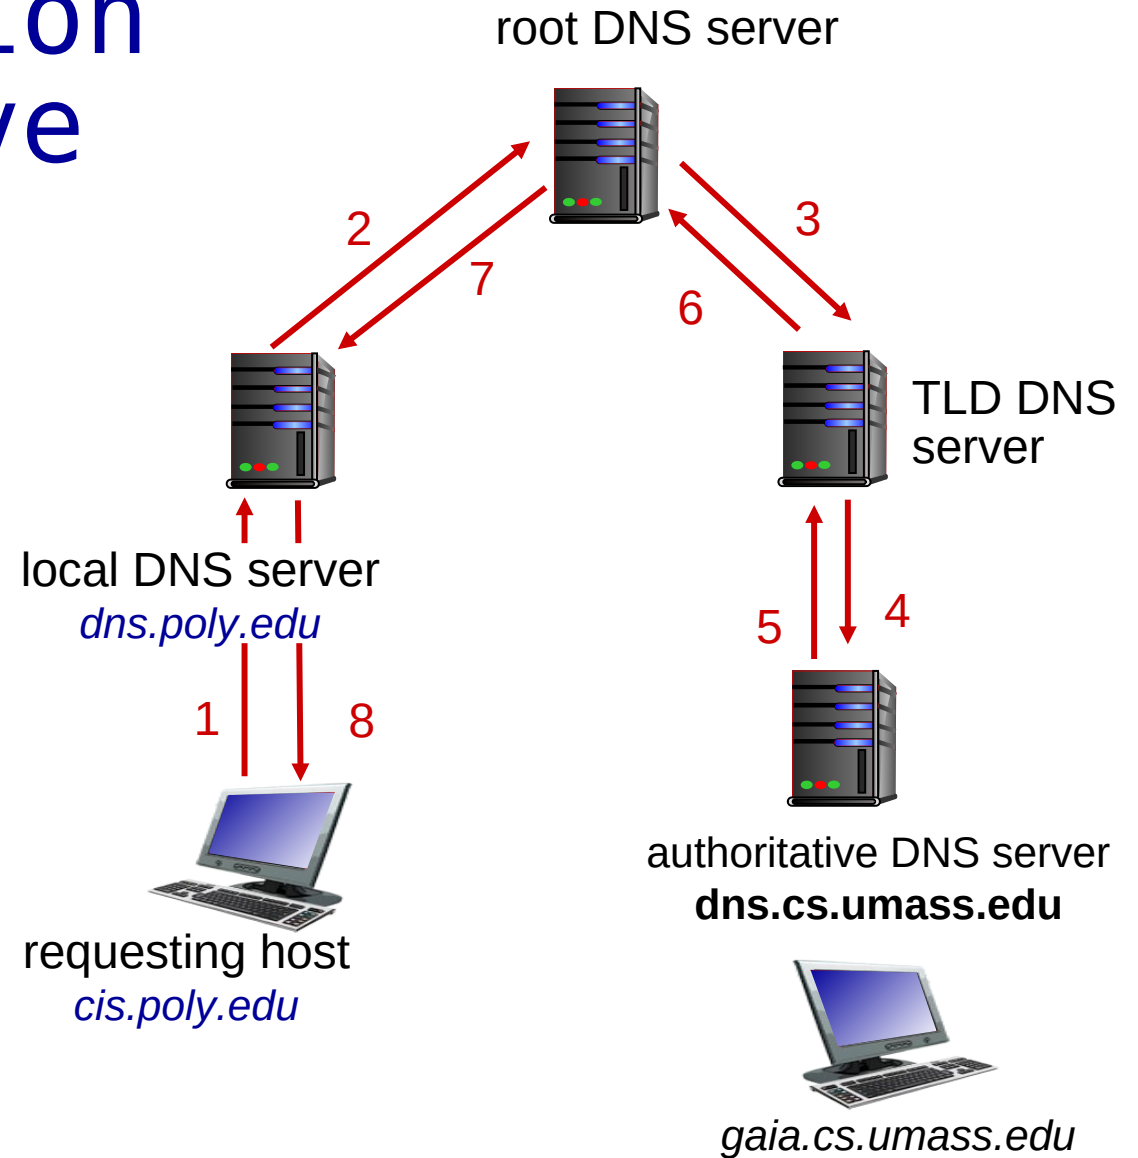 root DNS server
2
7
3
6
TLD DNS
server
local DNS server
dns.poly.edu
5
4
1
8
authoritative DNS server
dns.cs.umass.edu
requesting host
cis.poly.edu
gaia.cs.umass.edu